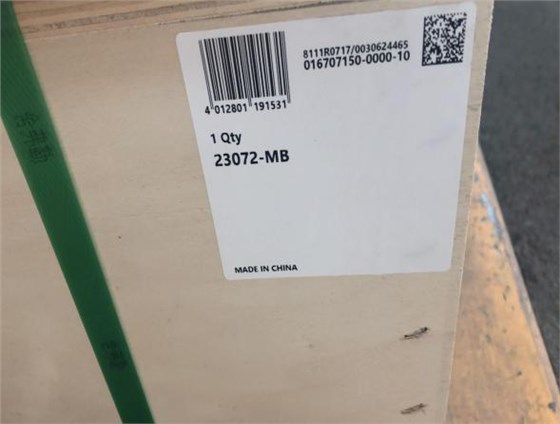 8111R0717/0030624465
016707150-0000-10
4 012801 191531
1 Qty
23072-MB
MADE IN CHINA